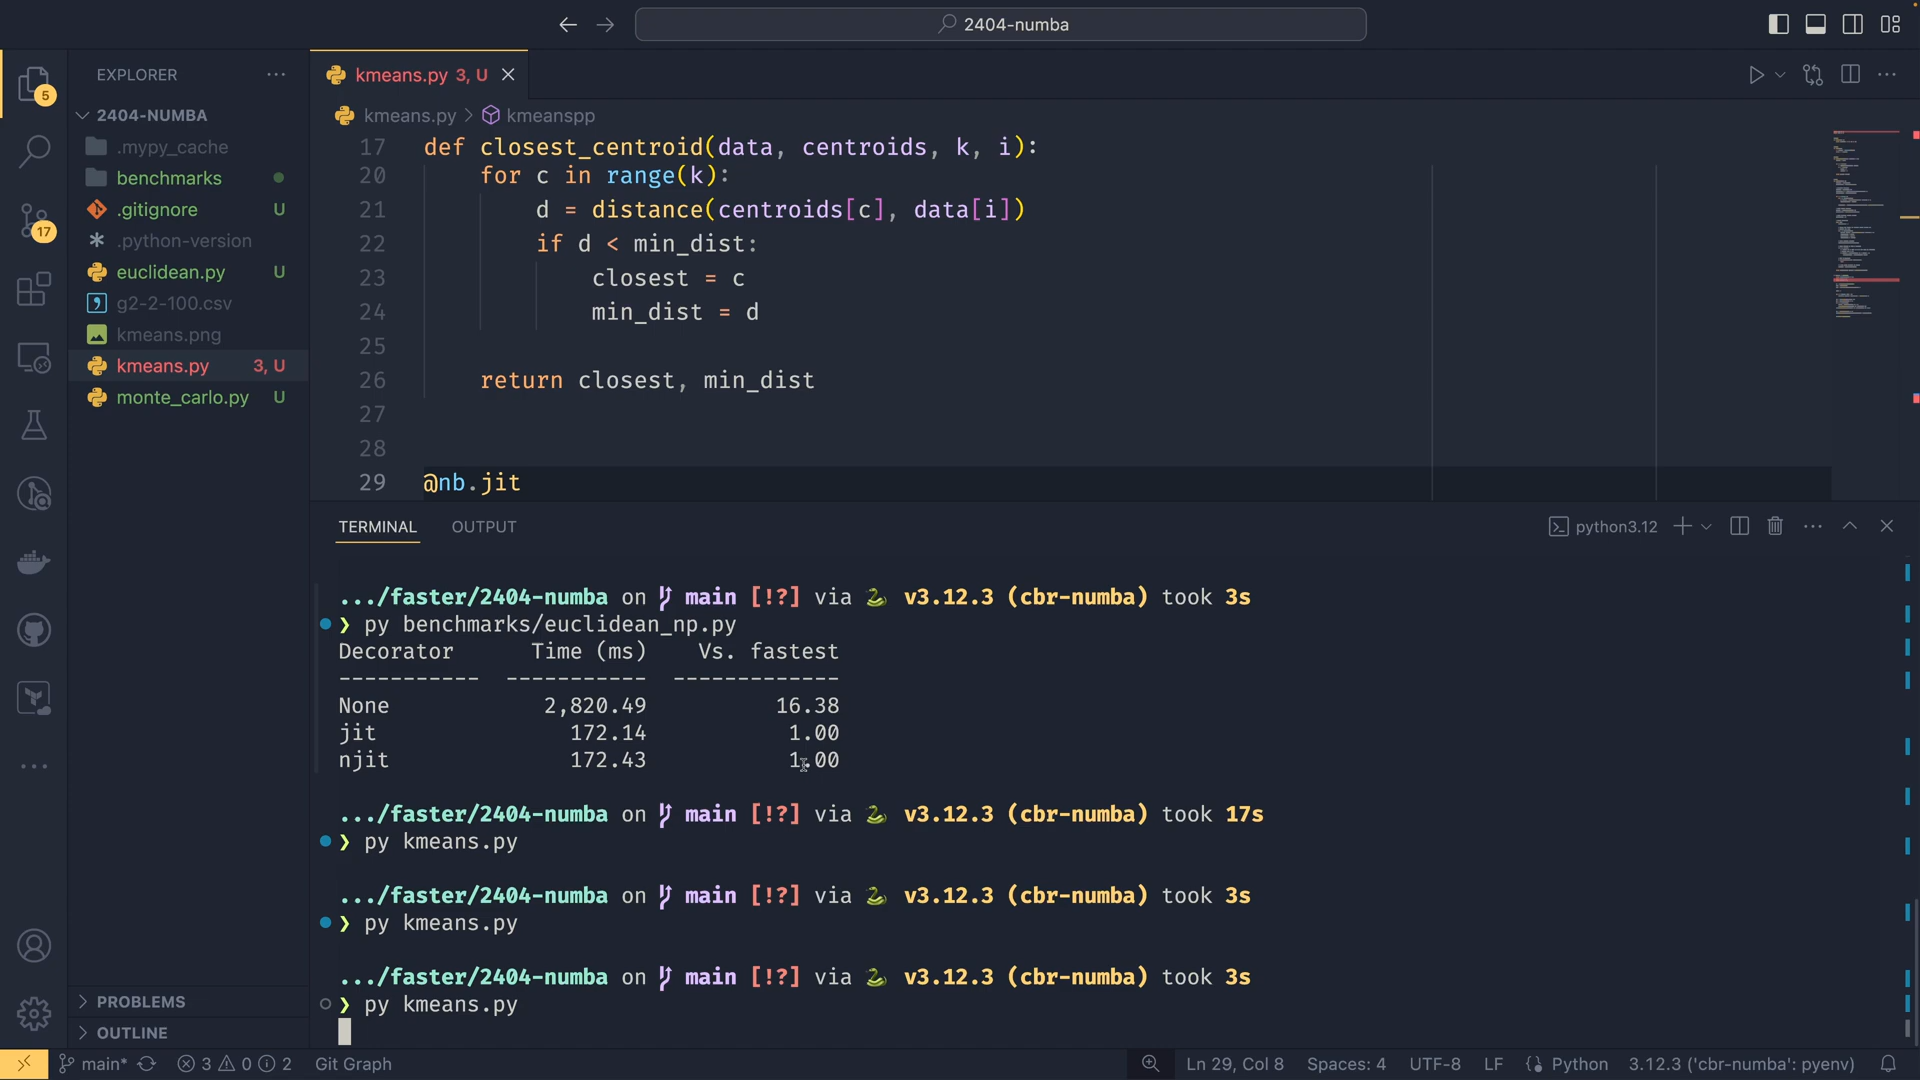 2404-numba
EXPLORER
5
2404-NUMBA
.mypy_cache
benchmarks
.gitignore U
17
.python-version
euclidean.py U
g2-2-100.csv
kmeans.png
kmeans.py 3, U
monte_carlo.py U
PROBLEMS
OUTLINE
kmeans.py 3, U
kmeans.py > kmeanspp
17 def closest_centroid(data, centroids, k, i):
20 for c in range(k):
21 d = distance(centroids[c], data[i])
22 if d < min_dist:
23 closest = c
24 min_dist = d
25
26 return closest, min_dist
27
28
29 @nb.jit
TERMINAL OUTPUT
python3.12
.../faster/2404-numba on main [!?] via v3.12.3 (cbr-numba) took 3s
❯ py benchmarks/euclidean_np.py
Decorator Time (ms) Vs. fastest
----------- ----------- -------------
None 2,820.49 16.38
jit 172.14 1.00
njit 172.43 1.00
.../faster/2404-numba on main [!?] via v3.12.3 (cbr-numba) took 17s
❯ py kmeans.py
.../faster/2404-numba on main [!?] via v3.12.3 (cbr-numba) took 3s
❯ py kmeans.py
.../faster/2404-numba on main [!?] via v3.12.3 (cbr-numba) took 3s
❯ py kmeans.py
main* 3 0 2 Git Graph Ln 29, Col 8 Spaces: 4 UTF-8 LF Python 3.12.3 ('cbr-numba': pyenv)